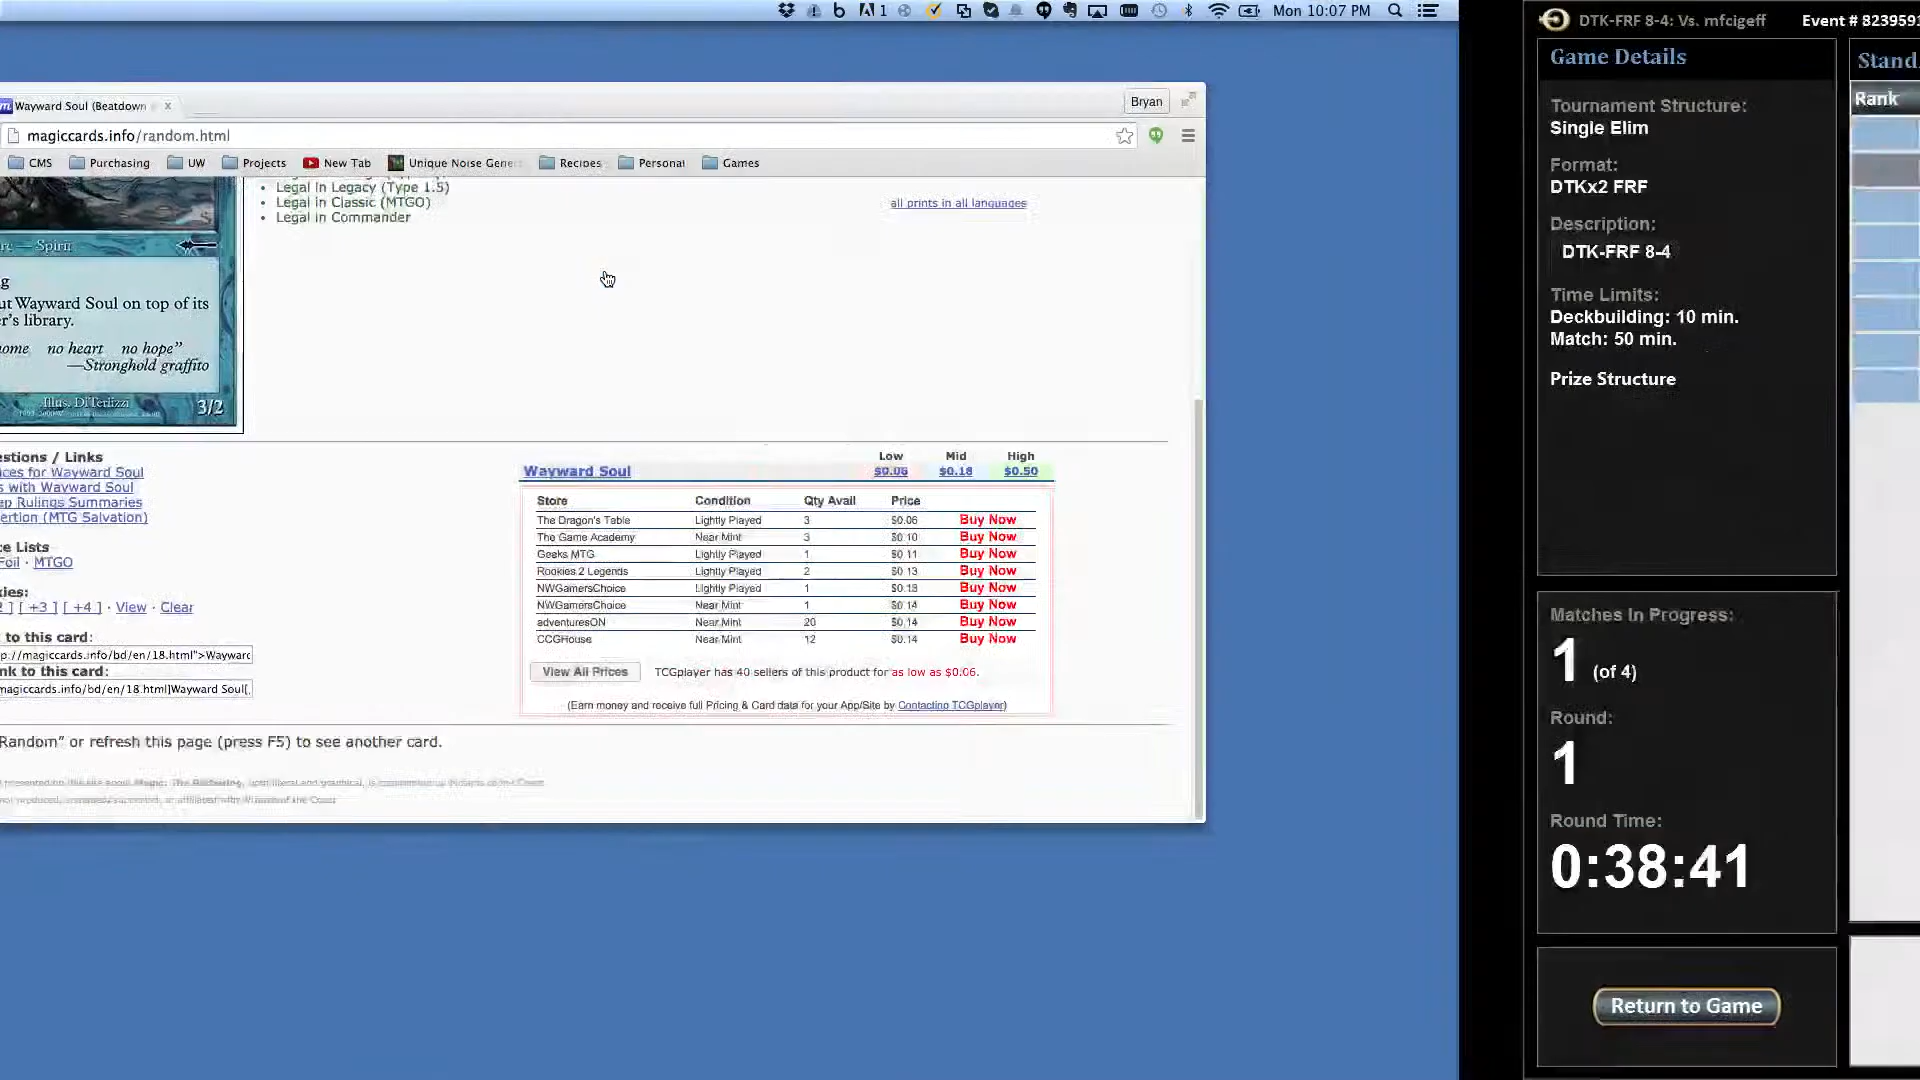 1
Mon 10:07 PM
Wayward Soul (Beatdown
Bryan
magiccards.info/random.html
CMS
Purchasing
UW
Projects
New Tab
Unique Noise Gener
Recipes
Personal
Games
Legal in Legacy (Type 1.5)
Legal in Classic (MTGO)
Legal in Commander
all prints in all languages
re — Spirit
g
ut Wayward Soul on top of its
er's library.
ome no heart no hope"
—Stronghold graffito
Illus. DiTerlizzi
3/2
estions / Links
ices for Wayward Soul
s with Wayward Soul
ep Rulings Summaries
ertion (MTG Salvation)
ce Lists
Foil · MTGO
kies:
2 ] [ +3 ] [ +4 ] · View · Clear
to this card:
p://magiccards.info/bd/en/18.html">Wayward
nk to this card:
magiccards.info/bd/en/18.html]Wayward Soul[
Low Mid High
Wayward Soul $0.06 $0.18 $0.50
Store Condition Qty Avail Price
The Dragon's Table Lightly Played 3 $0.06 Buy Now
The Game Academy Near Mint 3 $0.10 Buy Now
Geeks MTG Lightly Played 1 $0.11 Buy Now
Rookies 2 Legends Lightly Played 2 $0.13 Buy Now
NWGamersChoice Lightly Played 1 $0.13 Buy Now
NWGamersChoice Near Mint 1 $0.14 Buy Now
adventuresON Near Mint 20 $0.14 Buy Now
CCGHouse Near Mint 12 $0.14 Buy Now
View All Prices
TCGplayer has 40 sellers of this product for as low as $0.06.
(Earn money and receive full Pricing & Card data for your App/Site by Contacting TCGplayer)
Random" or refresh this page (press F5) to see another card.
DTK-FRF 8-4: Vs. mfcigeff
Event # 8239591
Game Details
Tournament Structure:
Single Elim
Format:
DTKx2 FRF
Description:
DTK-FRF 8-4
Time Limits:
Deckbuilding: 10 min.
Match: 50 min.
Prize Structure
Matches In Progress:
1 (of 4)
Round:
1
Round Time:
0:38:41
Return to Game
Stand
Rank